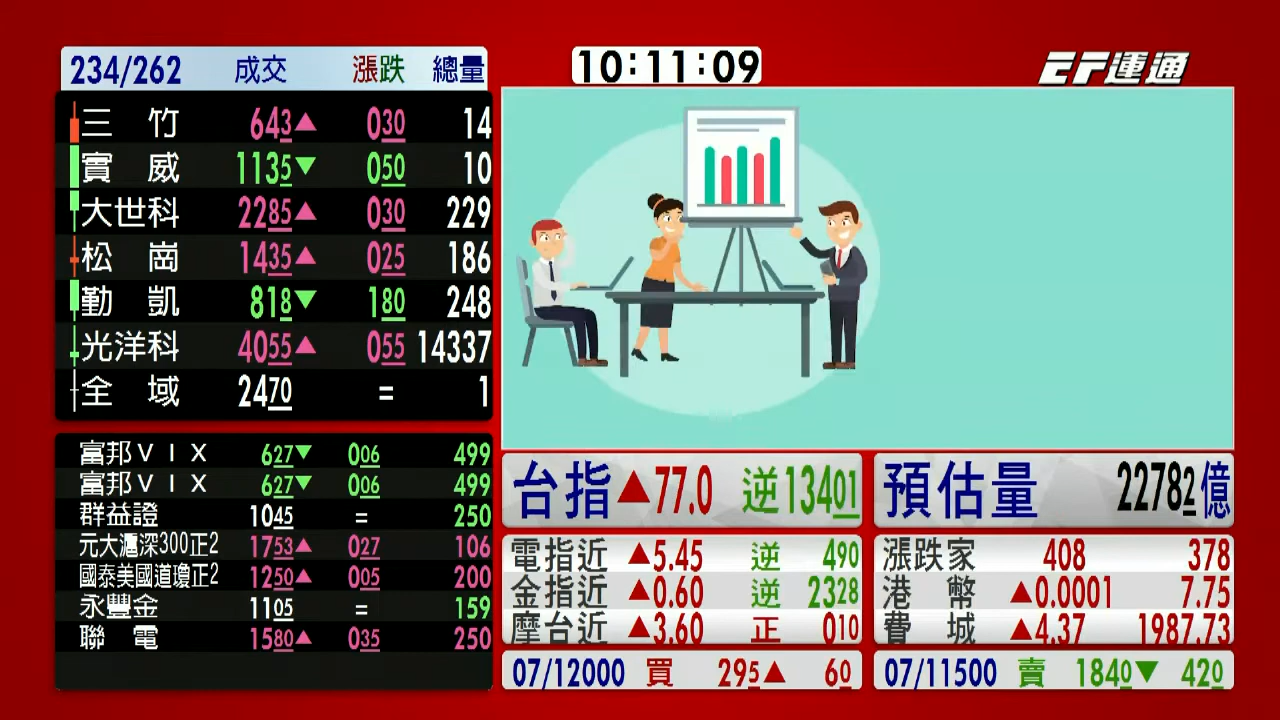 234/262 成交 漲跌 總量
三竹 643▲ 030 14
實威 1135▼ 050 10
大世科 2285▲ 030 229
松崗 1435▲ 025 186
勤凱 818▼ 180 248
光洋科 4055▲ 055 14337
全域 2470 = 1
富邦ＶＩＸ 627▼ 006 499
富邦ＶＩＸ 627▼ 006 499
群益證 1045 = 250
元大滬深300正2 1753▲ 027 106
國泰美國道瓊正2 1250▲ 005 200
永豐金 1105 = 159
聯電 1580▲ 035 250
10:11:09
EF運通
台指▲77.0 逆13401
預估量 22782億
電指近 ▲5.45 逆 490
金指近 ▲0.60 逆 2328
摩台近 ▲3.60 正 010
漲跌家 408 378
港幣 ▲0.0001 7.75
費城 ▲4.37 1987.73
07/12000 買 295▲ 60
07/11500 賣 1840▼ 420